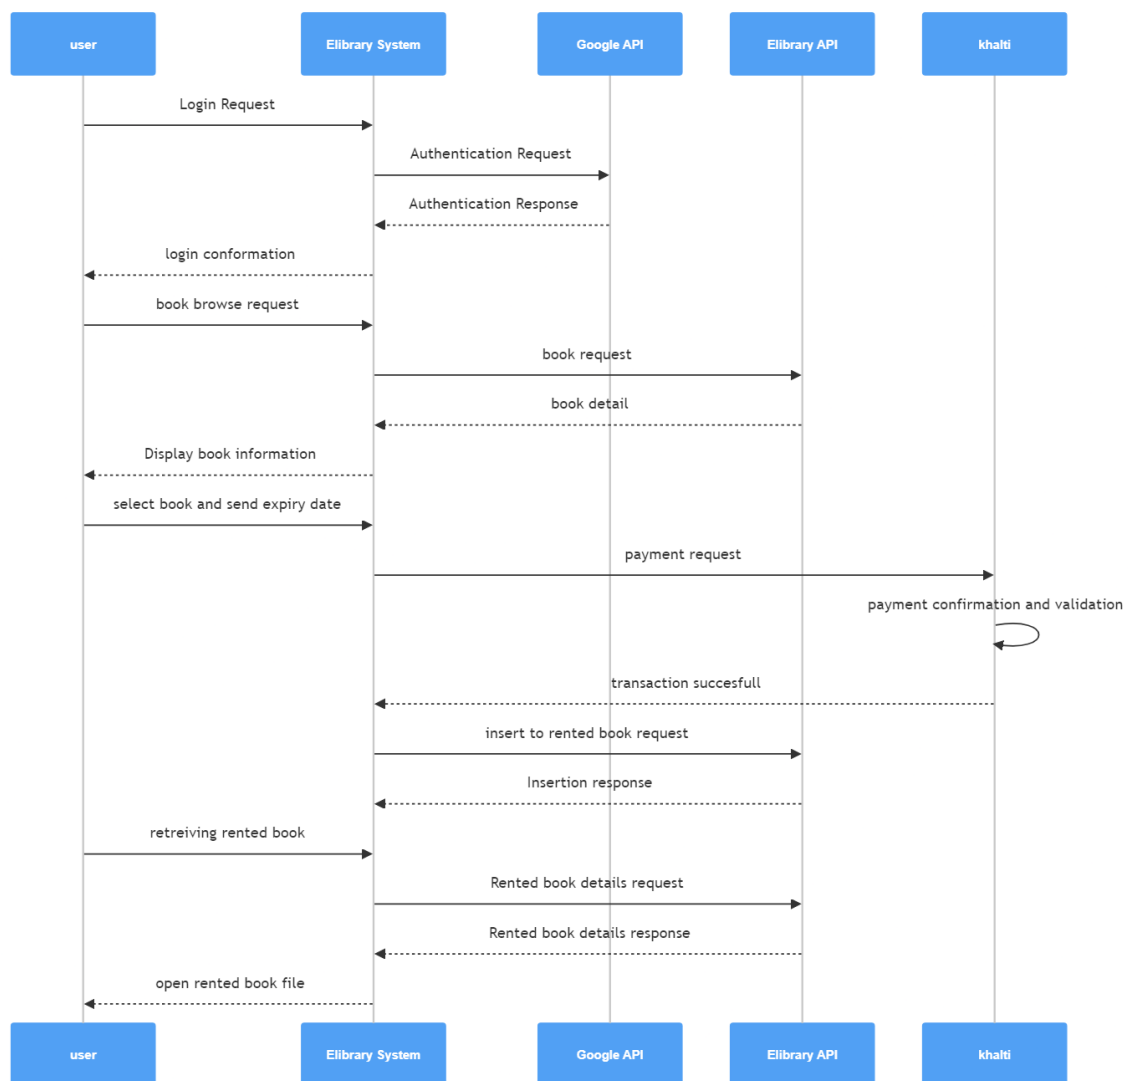 user
Elibrary System
Google API
Elibrary API
khalti
Login Request
Authentication Request
Authentication Response
login conformation
book browse request
book request
book detail
Display book information
select book and send expiry date
payment request
payment confirmation and validation
transaction succesfull
insert to rented book request
Insertion response
retreiving rented book
Rented book details request
Rented book details response
open rented book file
user
Elibrary System
Google API
Elibrary API
khalti